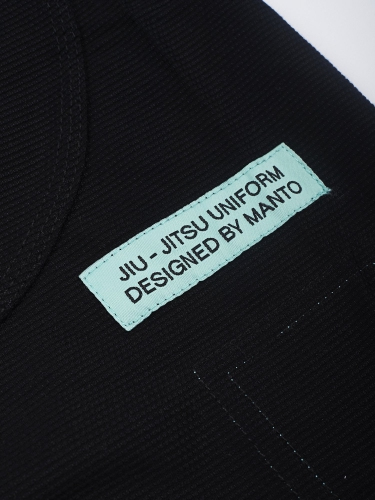 JIU - JITSU UNIFORM
DESIGNED BY MANTO